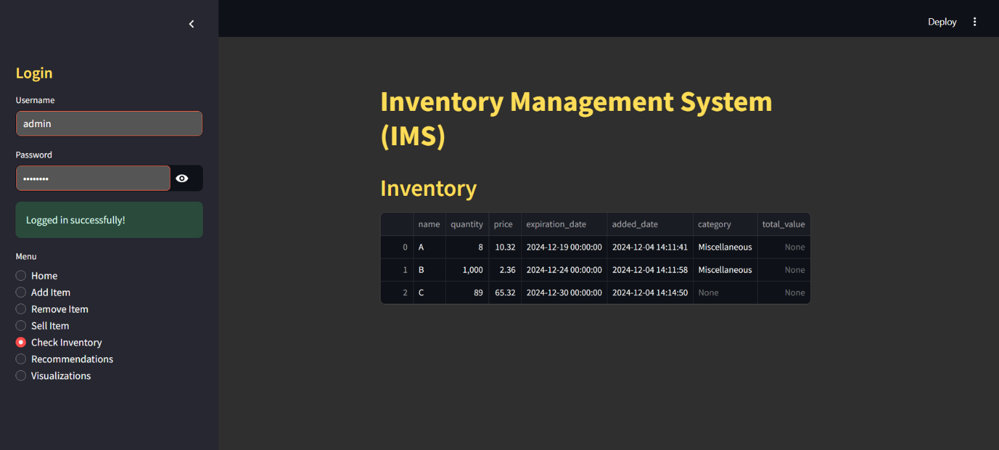 Deploy
Login
Username
admin
Password
••••••••
Logged in successfully!
Menu
Home
Add Item
Remove Item
Sell Item
Check Inventory
Recommendations
Visualizations
Inventory Management System
(IMS)
Inventory
name quantity price expiration_date added_date category total_value
0 A 8 10.32 2024-12-19 00:00:00 2024-12-04 14:11:41 Miscellaneous None
1 B 1,000 2.36 2024-12-24 00:00:00 2024-12-04 14:11:58 Miscellaneous None
2 C 89 65.32 2024-12-30 00:00:00 2024-12-04 14:14:50 None None